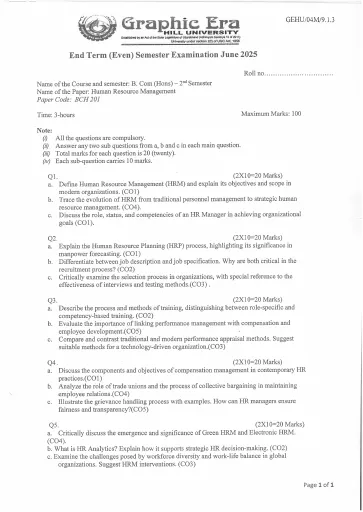 GEHU/04M/9.1.3
Graphic Era
HILL UNIVERSITY
End Term (Even) Semester Examination June 2025
Roll no..............................
Name of the Course and semester: B. Com (Hons) – 2nd Semester
Name of the Paper: Human Resource Management
Paper Code: BCH 201
Time: 3-hours
Maximum Marks: 100
Note:
(i) All the questions are compulsory.
(ii) Answer any two sub questions from a, b and c in each main question.
(iii) Total marks for each question is 20 (twenty).
(iv) Each sub-question carries 10 marks.
Q1. (2X10=20 Marks)
a. Define Human Resource Management (HRM) and explain its objectives and scope in
modern organizations. (CO1)
b. Trace the evolution of HRM from traditional personnel management to strategic human
resource management. (CO4).
c. Discuss the role, status, and competencies of an HR Manager in achieving organizational
goals (CO1).
Q2. (2X10=20 Marks)
a. Explain the Human Resource Planning (HRP) process, highlighting its significance in
manpower forecasting. (CO1)
b. Differentiate between job description and job specification. Why are both critical in the
recruitment process? (CO2)
c. Critically examine the selection process in organizations, with special reference to the
effectiveness of interviews and testing methods.(CO3) .
Q3. (2X10=20 Marks)
a. Describe the process and methods of training, distinguishing between role-specific and
competency-based training. (CO2)
b. Evaluate the importance of linking performance management with compensation and
employee development.(CO5)
c. Compare and contrast traditional and modern performance appraisal methods. Suggest
suitable methods for a technology-driven organization.(CO3)
Q4. (2X10=20 Marks)
a. Discuss the components and objectives of compensation management in contemporary HR
practices.(CO1)
b. Analyze the role of trade unions and the process of collective bargaining in maintaining
employee relations.(CO4)
c. Illustrate the grievance handling process with examples. How can HR managers ensure
fairness and transparency?(CO5)
Q5. (2X10=20 Marks)
a. Critically discuss the emergence and significance of Green HRM and Electronic HRM.
(CO4).
b. What is HR Analytics? Explain how it supports strategic HR decision-making. (CO2)
c. Examine the challenges posed by workforce diversity and work-life balance in global
organizations. Suggest HRM interventions. (CO3)
Page 1 of 1